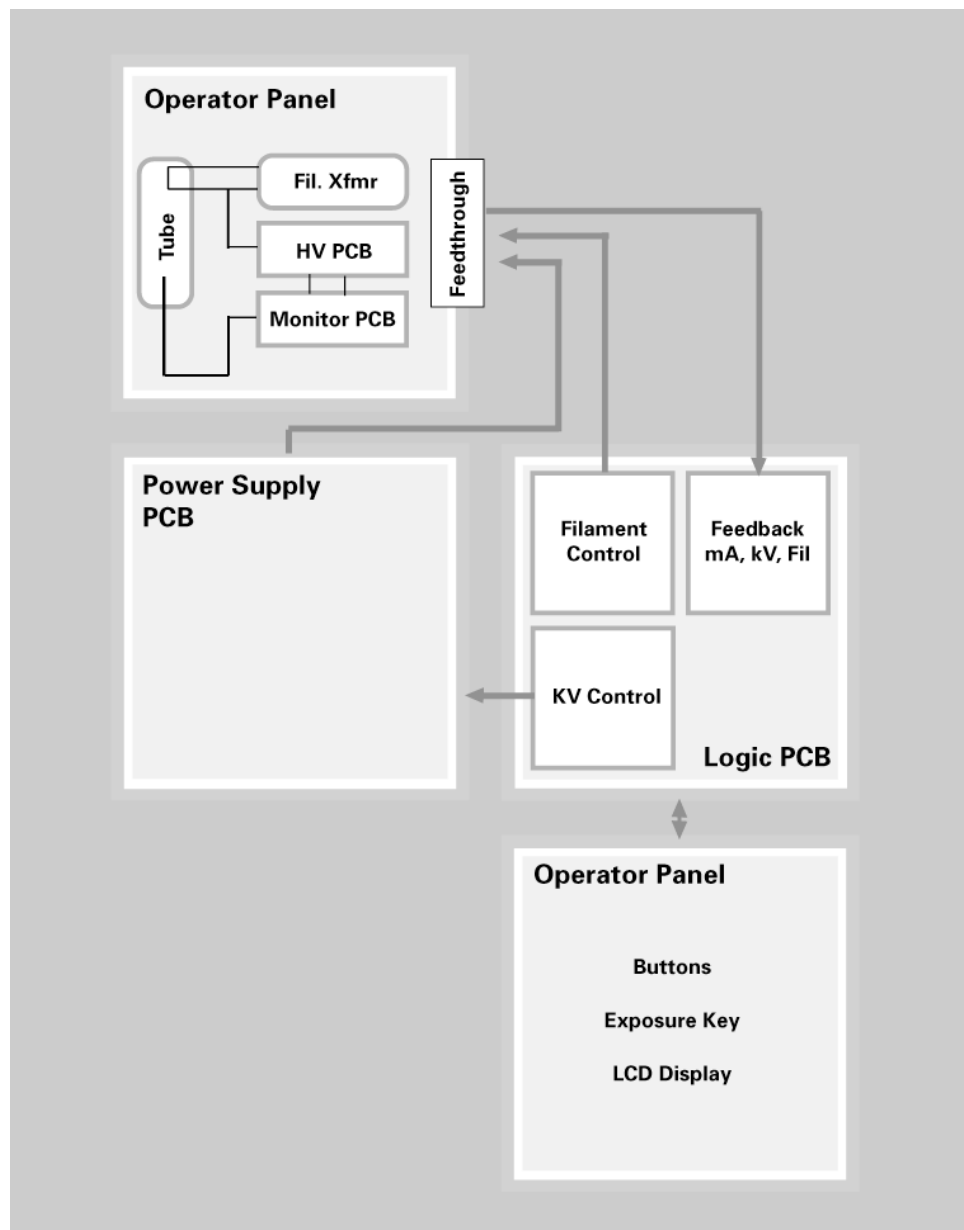 Operator Panel
Fil. Xfmr
Tube
HV PCB
Monitor PCB
Feedthrough
Power Supply
PCB
Filament
Control
Feedback
mA, kV, Fil
KV Control
Logic PCB
Operator Panel
Buttons
Exposure Key
LCD Display